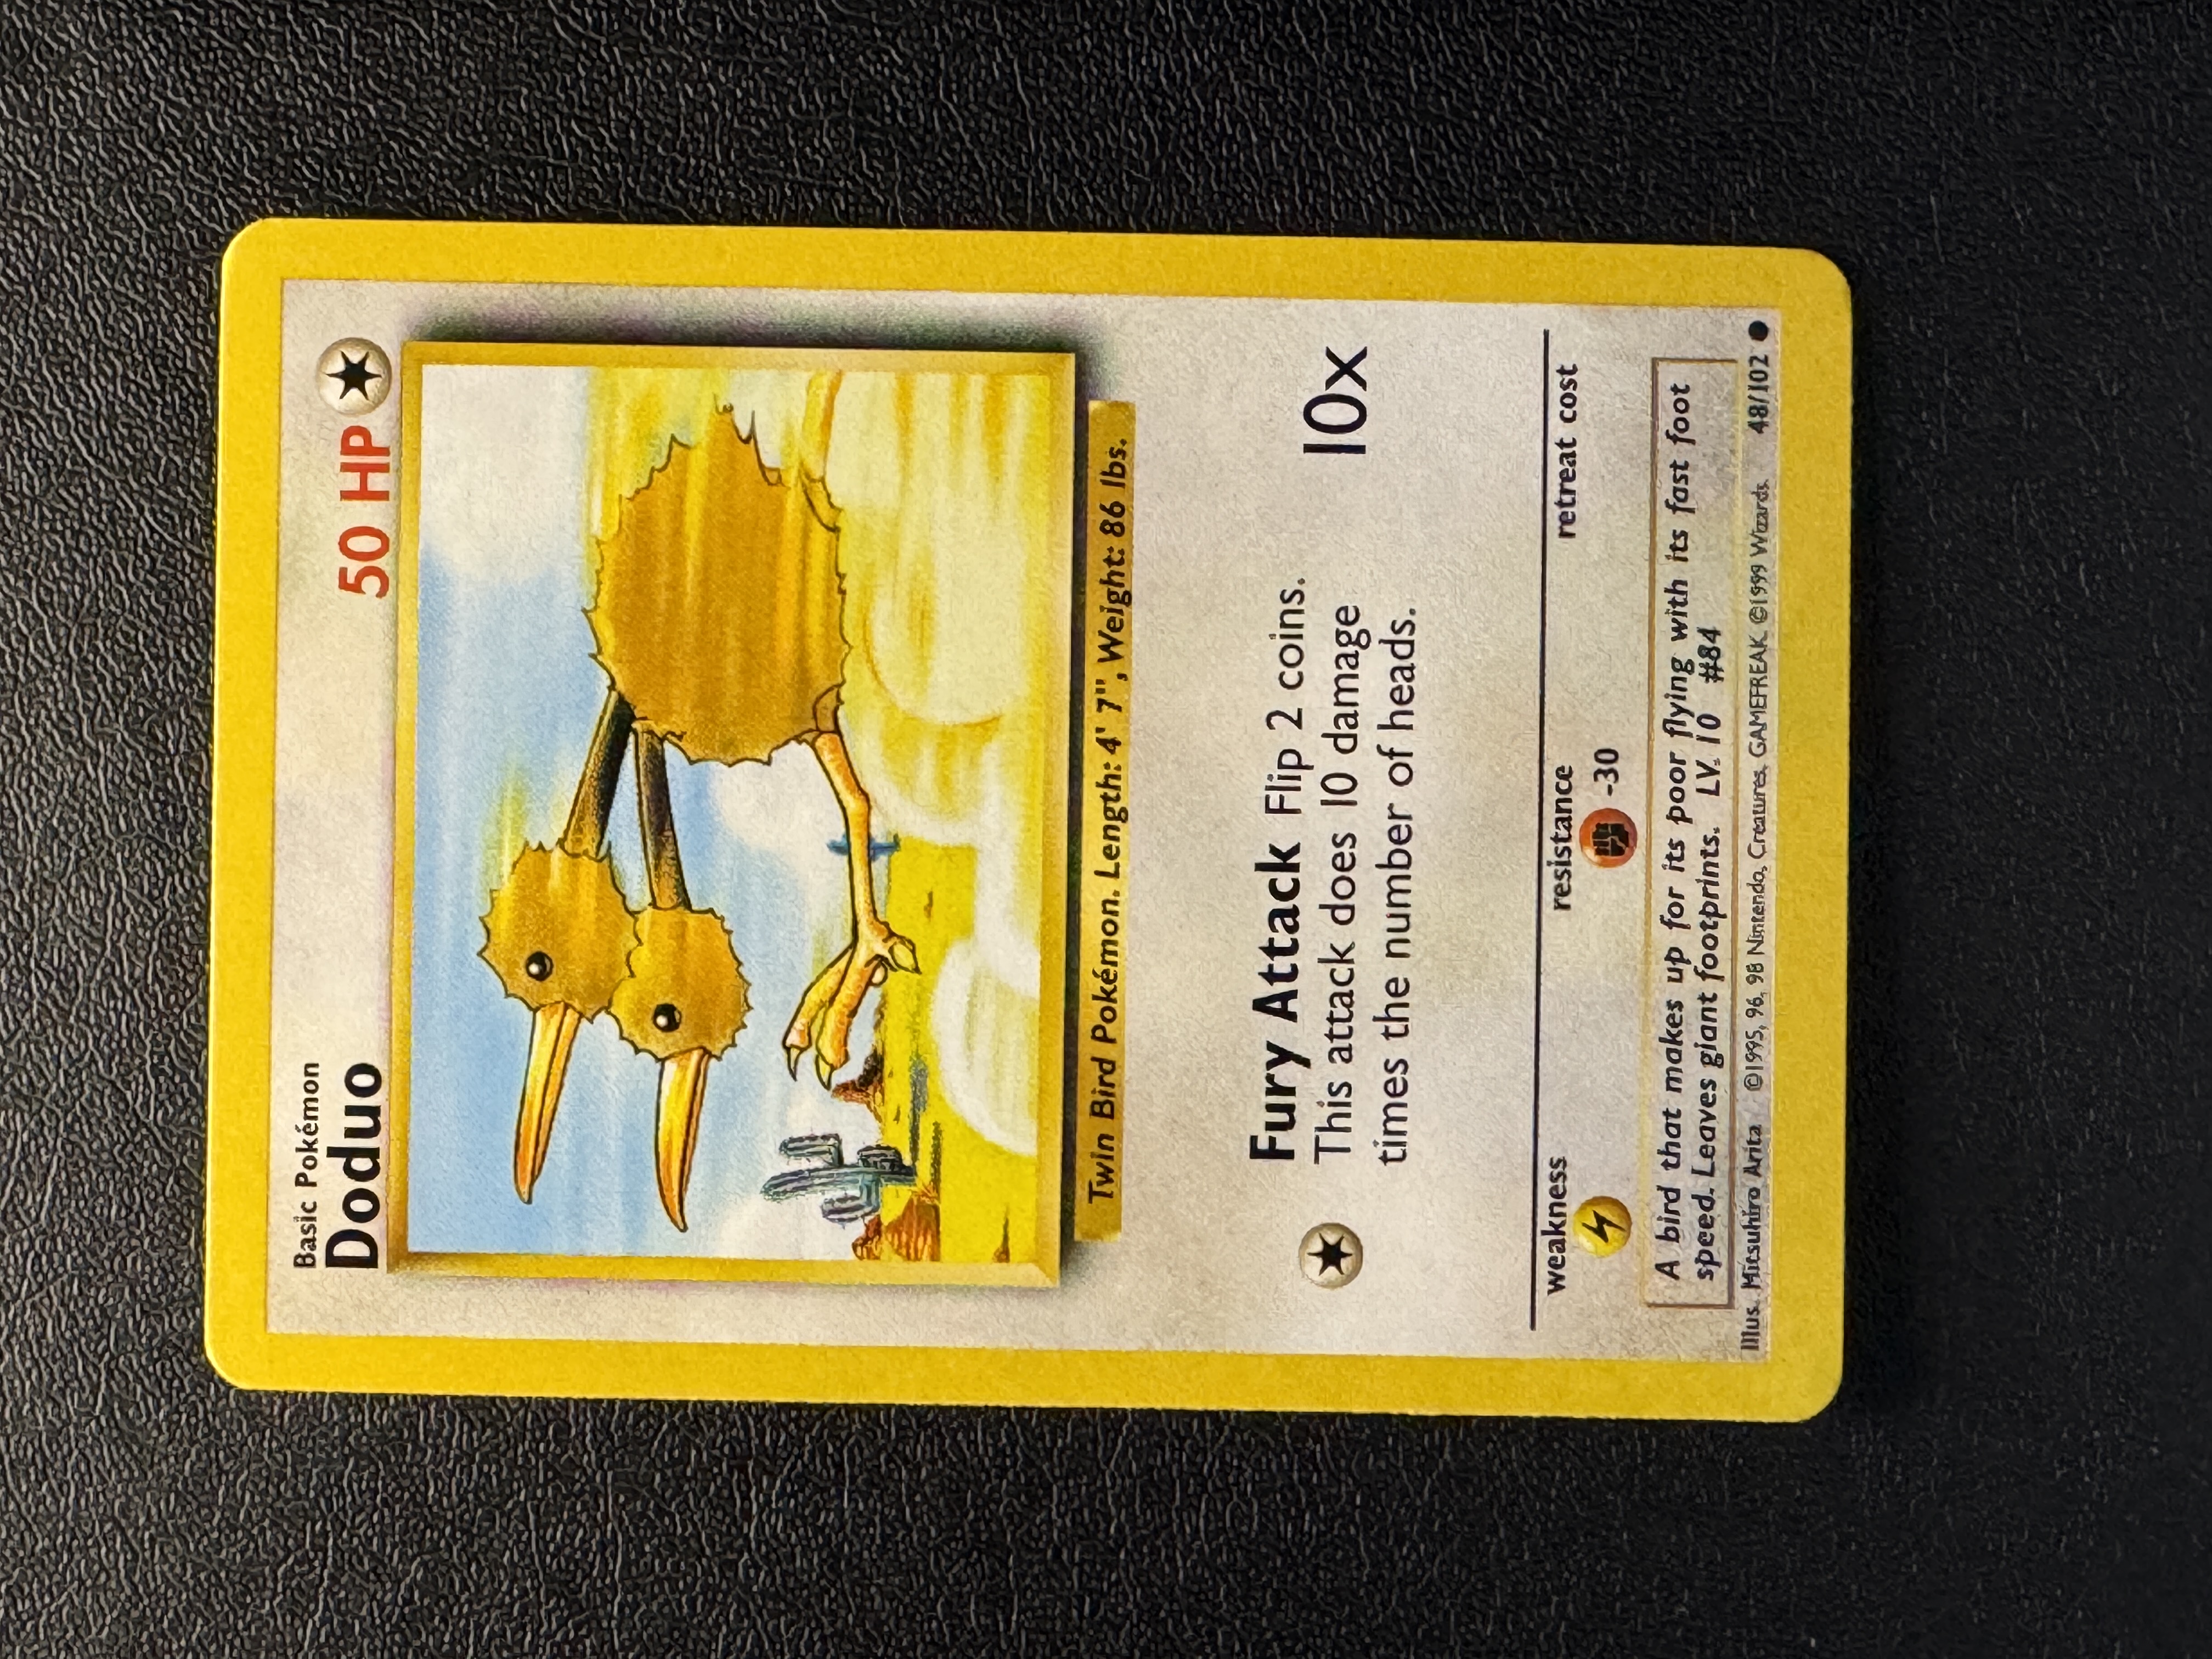 Basic Pokémon
Doduo
50 HP
Twin Bird Pokémon. Length: 4' 7", Weight: 86 lbs.
Fury Attack Flip 2 coins.
This attack does 10 damage
times the number of heads.
10x
weakness
resistance
retreat cost
-30
A bird that makes up for its poor flying with its fast foot
speed. Leaves giant footprints. LV. 10 #84
Illus. Mitsuhiro Arita ©1995, 96, 98 Nintendo, Creatures, GAMEFREAK ©1999 Wizards. 48/102